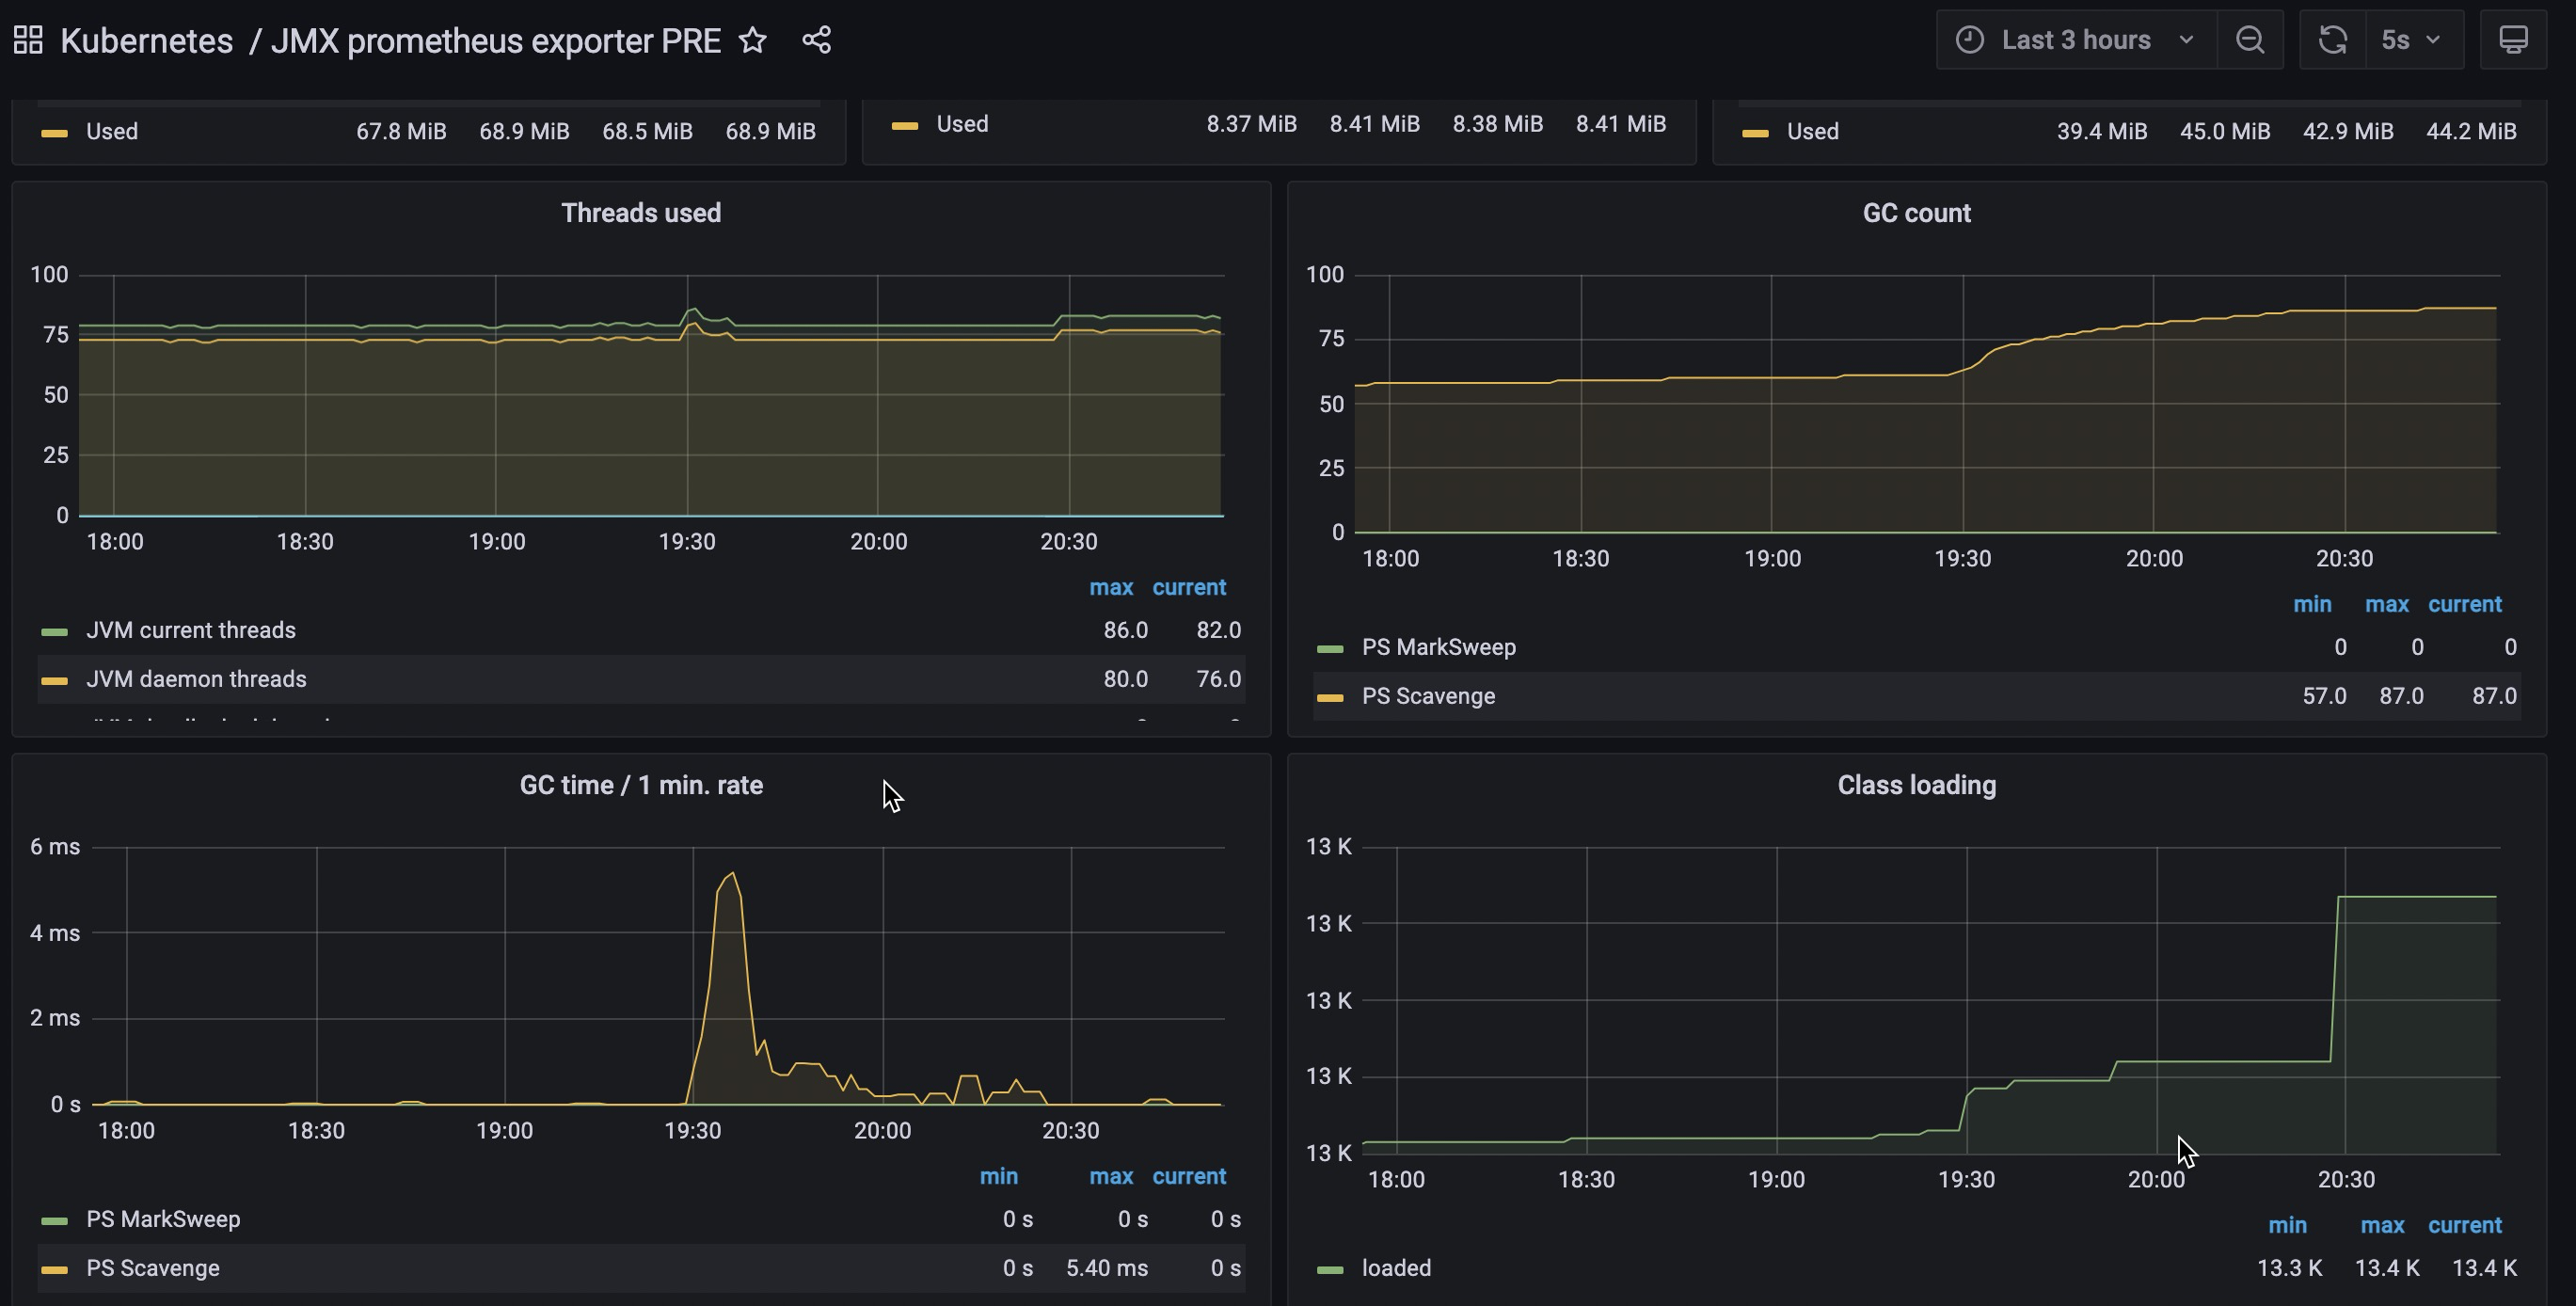 Kubernetes / JMX prometheus exporter PRE
Last 3 hours
5s
Used 67.8 MiB 68.9 MiB 68.5 MiB 68.9 MiB
Used 8.37 MiB 8.41 MiB 8.38 MiB 8.41 MiB
Used 39.4 MiB 45.0 MiB 42.9 MiB 44.2 MiB
Threads used
100
75
50
25
0
18:00 18:30 19:00 19:30 20:00 20:30
max current
JVM current threads 86.0 82.0
JVM daemon threads 80.0 76.0
GC count
100
75
50
25
0
18:00 18:30 19:00 19:30 20:00 20:30
min max current
PS MarkSweep 0 0 0
PS Scavenge 57.0 87.0 87.0
GC time / 1 min. rate
6 ms
4 ms
2 ms
0 s
18:00 18:30 19:00 19:30 20:00 20:30
min max current
PS MarkSweep 0 s 0 s 0 s
PS Scavenge 0 s 5.40 ms 0 s
Class loading
13 K
13 K
13 K
13 K
13 K
18:00 18:30 19:00 19:30 20:00 20:30
min max current
loaded 13.3 K 13.4 K 13.4 K